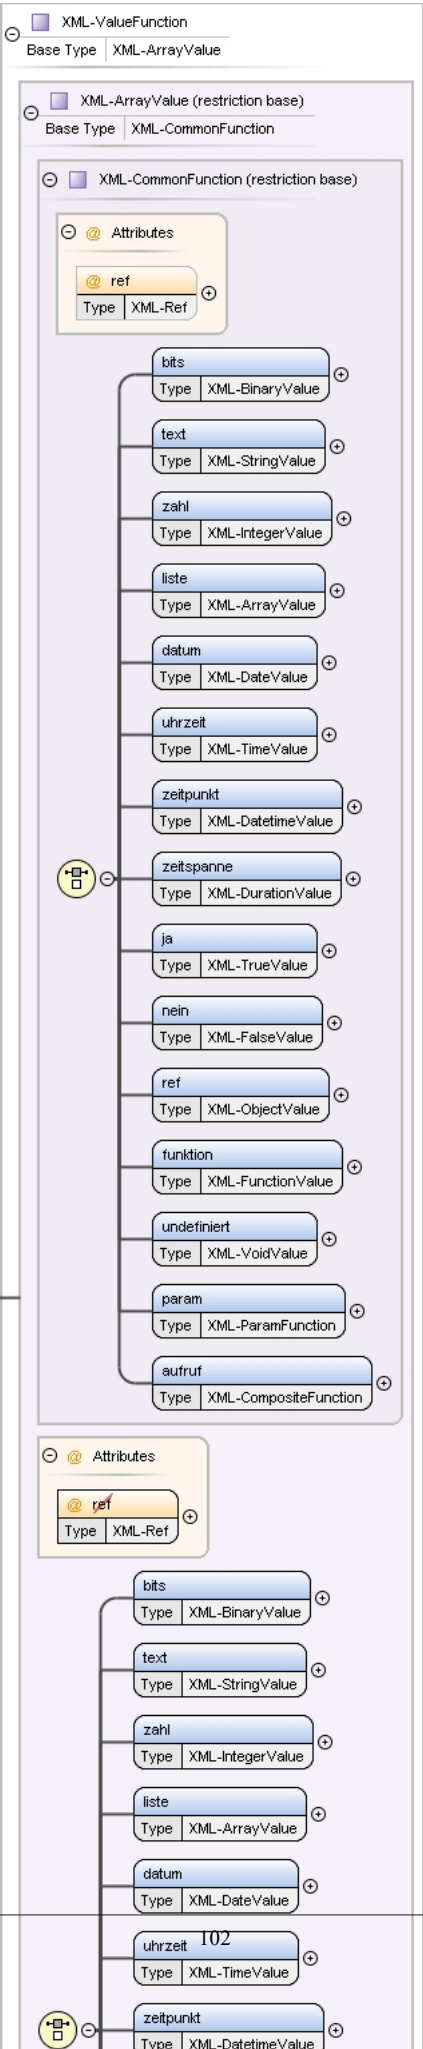 XML-ValueFunction
Base Type XML-ArrayValue
XML-ArrayValue (restriction base)
Base Type XML-CommonFunction
XML-CommonFunction (restriction base)
@ Attributes
@ ref
Type XML-Ref
bits
Type XML-BinaryValue
text
Type XML-StringValue
zahl
Type XML-IntegerValue
liste
Type XML-ArrayValue
datum
Type XML-DateValue
uhrzeit
Type XML-TimeValue
zeitpunkt
Type XML-DatetimeValue
zeitspanne
Type XML-DurationValue
ja
Type XML-TrueValue
nein
Type XML-FalseValue
ref
Type XML-ObjectValue
funktion
Type XML-FunctionValue
undefiniert
Type XML-VoidValue
param
Type XML-ParamFunction
aufruf
Type XML-CompositeFunction
@ Attributes
@ ref
Type XML-Ref
bits
Type XML-BinaryValue
text
Type XML-StringValue
zahl
Type XML-IntegerValue
liste
Type XML-ArrayValue
datum
Type XML-DateValue
uhrzeit 102
Type XML-TimeValue
zeitpunkt
Type XML-DatetimeValue